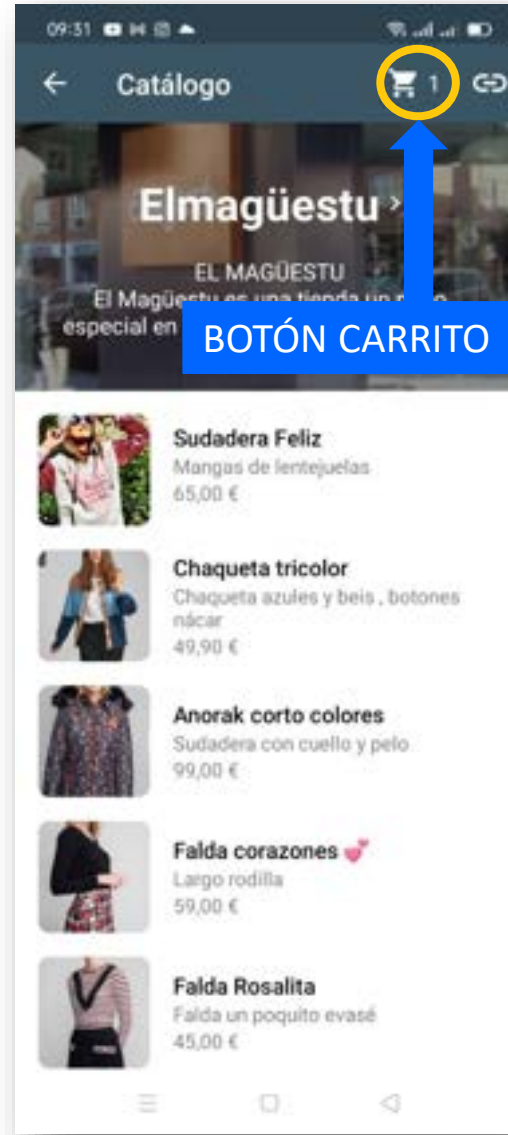 09:31
Catálogo
1
Elmagüestu >
EL MAGÜESTU
El Magüestu es una tienda un
especial en
BOTÓN CARRITO
Sudadera Feliz
Mangas de lentejuelas
65,00 €
Chaqueta tricolor
Chaqueta azules y beis , botones
nácar
49,90 €
Anorak corto colores
Sudadera con cuello y pelo
99,00 €
Falda corazones 💕
Largo rodilla
59,00 €
Falda Rosalita
Falda un poquito evasé
45,00 €